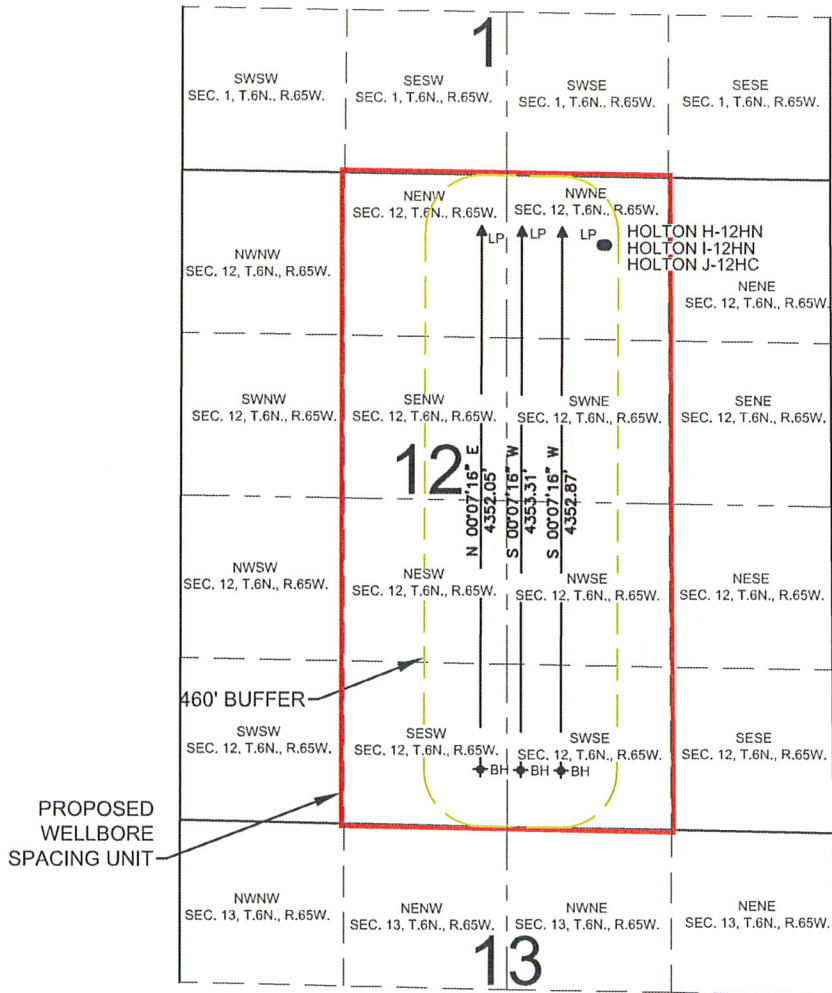 1
SWSW
SEC. 1, T.6N., R.65W.
SESW
SEC. 1, T.6N., R.65W.
SWSE
SEC. 1, T.6N., R.65W.
SESE
SEC. 1, T.6N., R.65W.
NENW
SEC. 12, T.6N., R.65W.
NWNE
SEC. 12, T.6N., R.65W.
LP
LP
LP
HOLTON H-12HN
HOLTON I-12HN
HOLTON J-12HC
NWNW
SEC. 12, T.6N., R.65W.
NENE
SEC. 12, T.6N., R.65W.
SWNW
SEC. 12, T.6N., R.65W.
SENW
SEC. 12, T.6N., R.65W.
SWNE
SEC. 12, T.6N., R.65W.
SENE
SEC. 12, T.6N., R.65W.
12
N 00°07'16" E
4352.05'
S 00°07'16" W
4353.31'
S 00°07'16" W
4352.87'
NWSW
SEC. 12, T.6N., R.65W.
NESW
SEC. 12, T.6N., R.65W.
NWSE
SEC. 12, T.6N., R.65W.
NESE
SEC. 12, T.6N., R.65W.
460' BUFFER
SWSW
SEC. 12, T.6N., R.65W.
SESW
SEC. 12, T.6N., R.65W.
SWSE
SEC. 12, T.6N., R.65W.
SESE
SEC. 12, T.6N., R.65W.
BH
BH
BH
PROPOSED
WELLBORE
SPACING UNIT
NWNW
SEC. 13, T.6N., R.65W.
NENW
SEC. 13, T.6N., R.65W.
NWNE
SEC. 13, T.6N., R.65W.
NENE
SEC. 13, T.6N., R.65W.
13